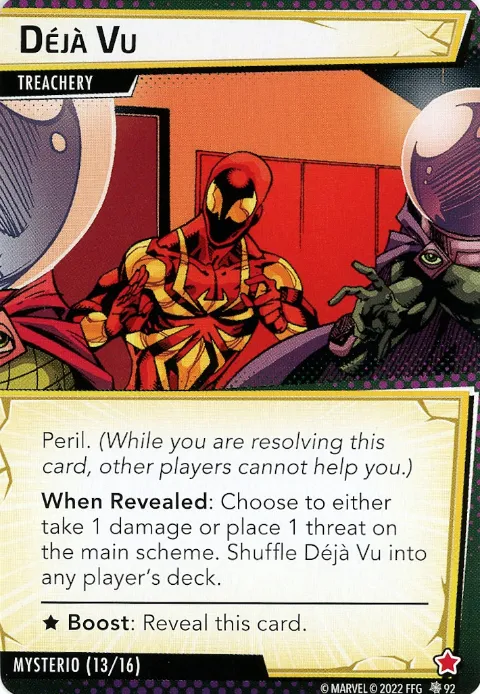 DÉJÀ VU
TREACHERY
Peril. (While you are resolving this
card, other players cannot help you.)
When Revealed: Choose to either
take 1 damage or place 1 threat on
the main scheme. Shuffle Déjà Vu into
any player's deck.
★ Boost: Reveal this card.
MYSTERIO (13/16)
© MARVEL © 2022 FFG 92